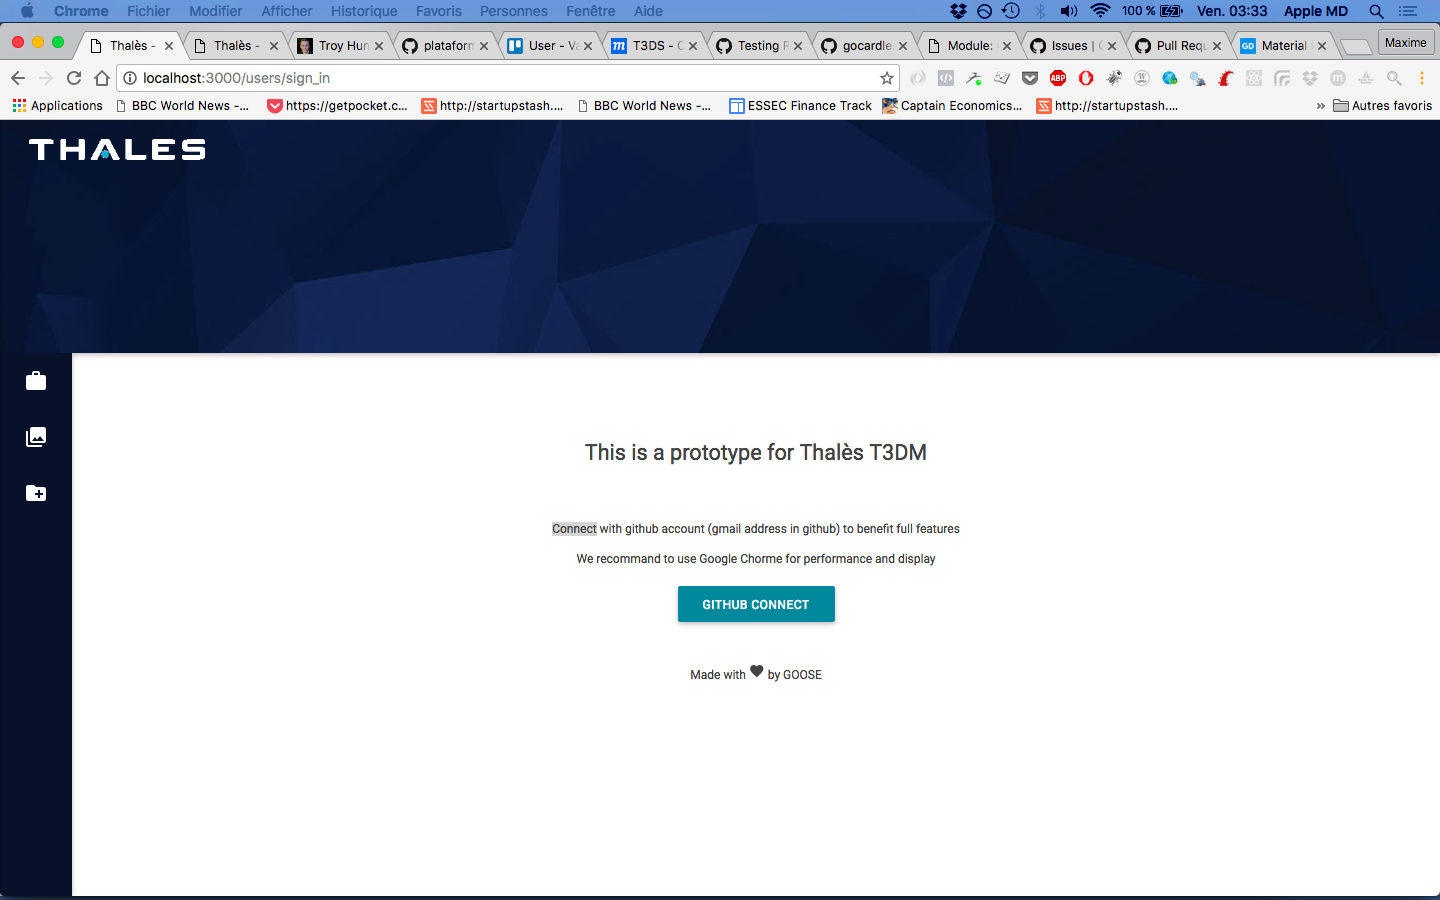 Chrome Fichier Modifier Afficher Historique Favoris Personnes Fenêtre Aide 100 % Ven. 03:33 Apple MD
Thalès - Thalès - Troy Hun plataform User - Va T3DS - C Testing R gocardles Module: Issues | Pull Requ Material Maxime
localhost:3000/users/sign_in
ABP
Applications BBC World News -... https://getpocket.c... http://startupstash.... BBC World News -... ESSEC Finance Track Captain Economics... http://startupstash.... » Autres favoris
THALES
This is a prototype for Thalès T3DM
Connect with github account (gmail address in github) to benefit full features
We recommand to use Google Chorme for performance and display
GITHUB CONNECT
Made with by GOOSE